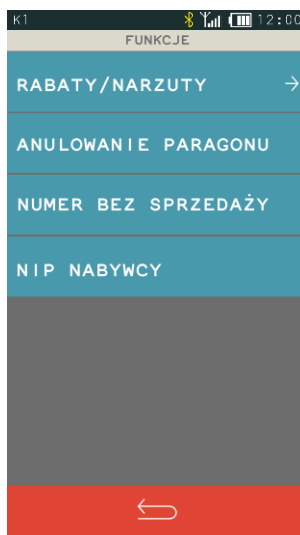 K1 12:00
FUNKCJE
RABATY/NARZUTY
ANULOWANIE PARAGONU
NUMER BEZ SPRZEDAŻY
NIP NABYWCY